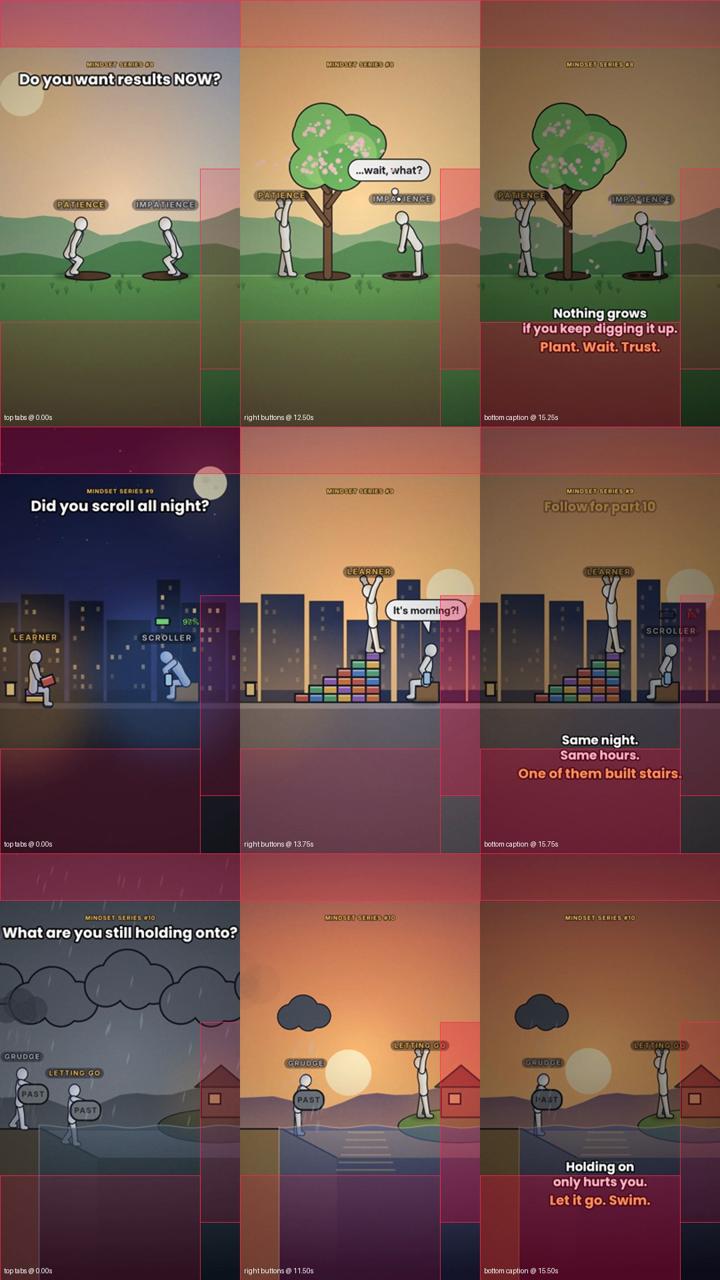 MINDSET SERIES #8
Do you want results NOW?
PATIENCE
IMPATIENCE
top tabs @ 0.00s
MINDSET SERIES #8
...wait, what?
PATIENCE
IMPATIENCE
right buttons @ 12.50s
MINDSET SERIES #8
PATIENCE
IMPATIENCE
Nothing grows
if you keep digging it up.
Plant. Wait. Trust.
bottom caption @ 15.25s
MINDSET SERIES #9
Did you scroll all night?
92%
LEARNER
SCROLLER
top tabs @ 0.00s
MINDSET SERIES #9
LEARNER
It's morning?!
right buttons @ 13.75s
MINDSET SERIES #9
Follow for part 10
LEARNER
SCROLLER
Same night.
Same hours.
One of them built stairs.
bottom caption @ 15.75s
MINDSET SERIES #10
What are you still holding onto?
GRUDGE
LETTING GO
PAST
PAST
top tabs @ 0.00s
MINDSET SERIES #10
LETTING GO
GRUDGE
PAST
right buttons @ 11.50s
MINDSET SERIES #10
LETTING GO
GRUDGE
PAST
Holding on
only hurts you.
Let it go. Swim.
bottom caption @ 15.50s